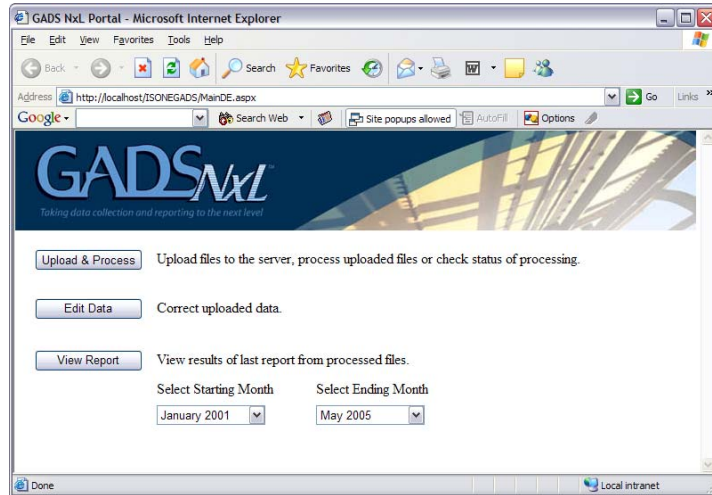 GADS NxL Portal - Microsoft Internet Explorer
File Edit View Favorites Tools Help
Back Search Favorites
Address http://localhost/ISONEGADS/MainDE.aspx Go Links »
Google Search Web Site popups allowed AutoFill Options
GADS NxL™
Taking data collection and reporting to the next level
Upload & Process Upload files to the server, process uploaded files or check status of processing.
Edit Data Correct uploaded data.
View Report View results of last report from processed files.
Select Starting Month Select Ending Month
January 2001 May 2005
Done Local intranet